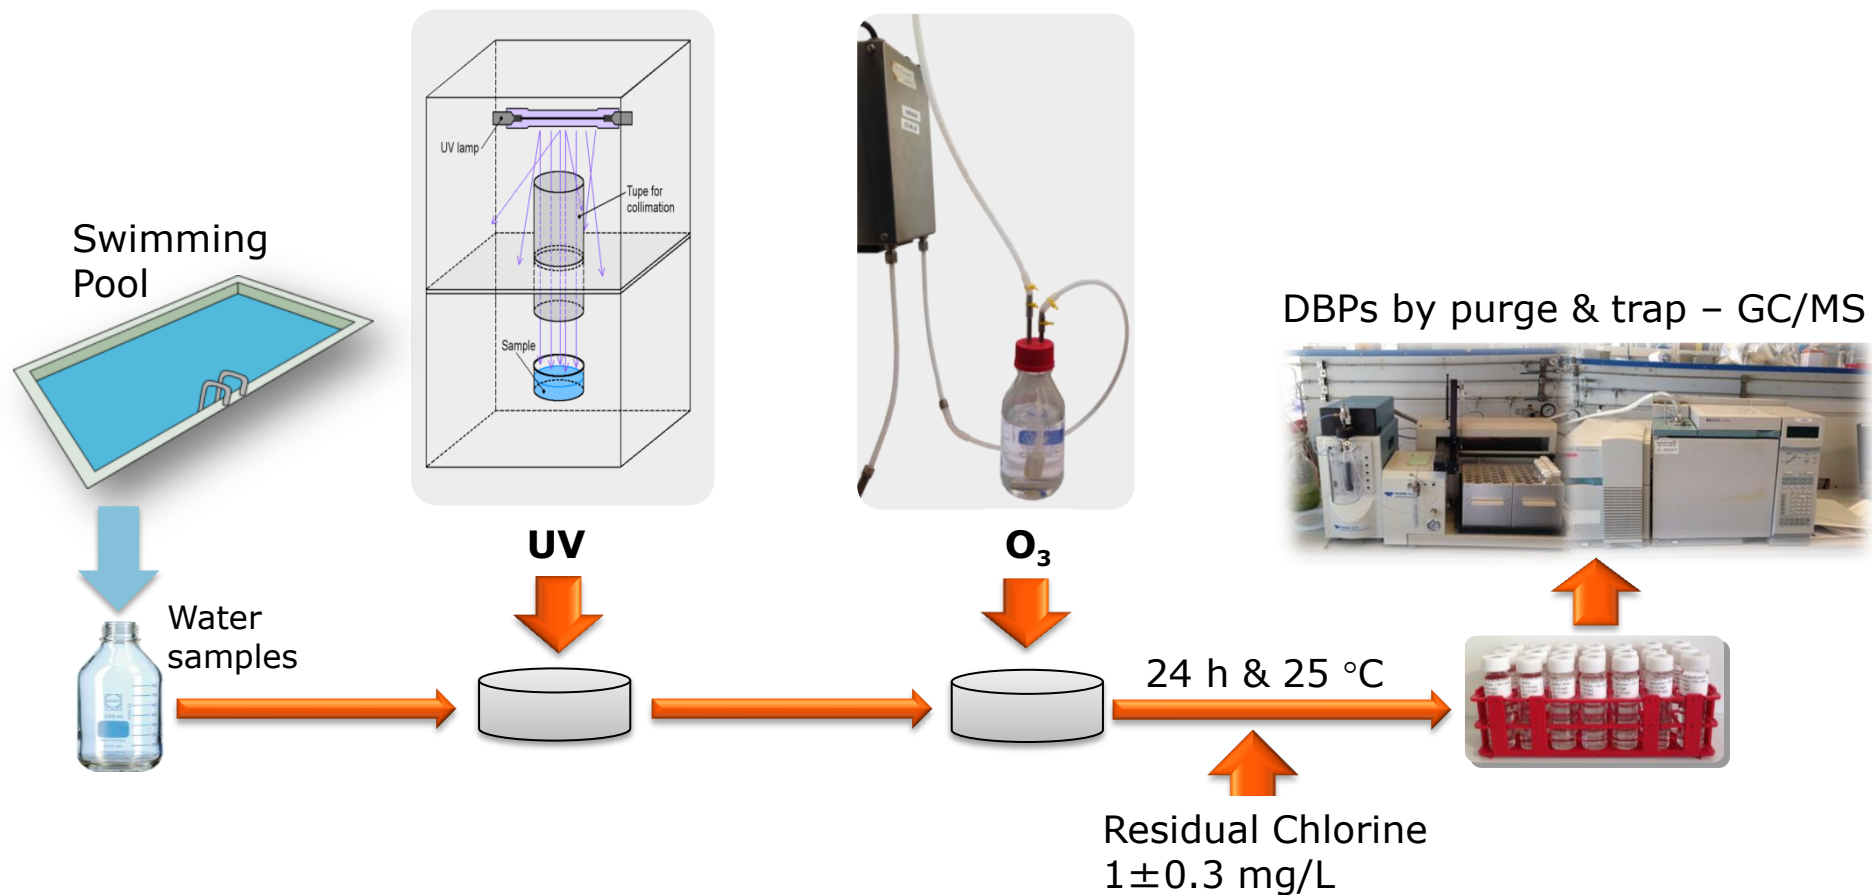 Swimming
Pool
Water
samples
UV lamp
Tupe for
collimation
Sample
UV
O₃
24 h & 25 °C
Residual Chlorine
1±0.3 mg/L
DBPs by purge & trap – GC/MS